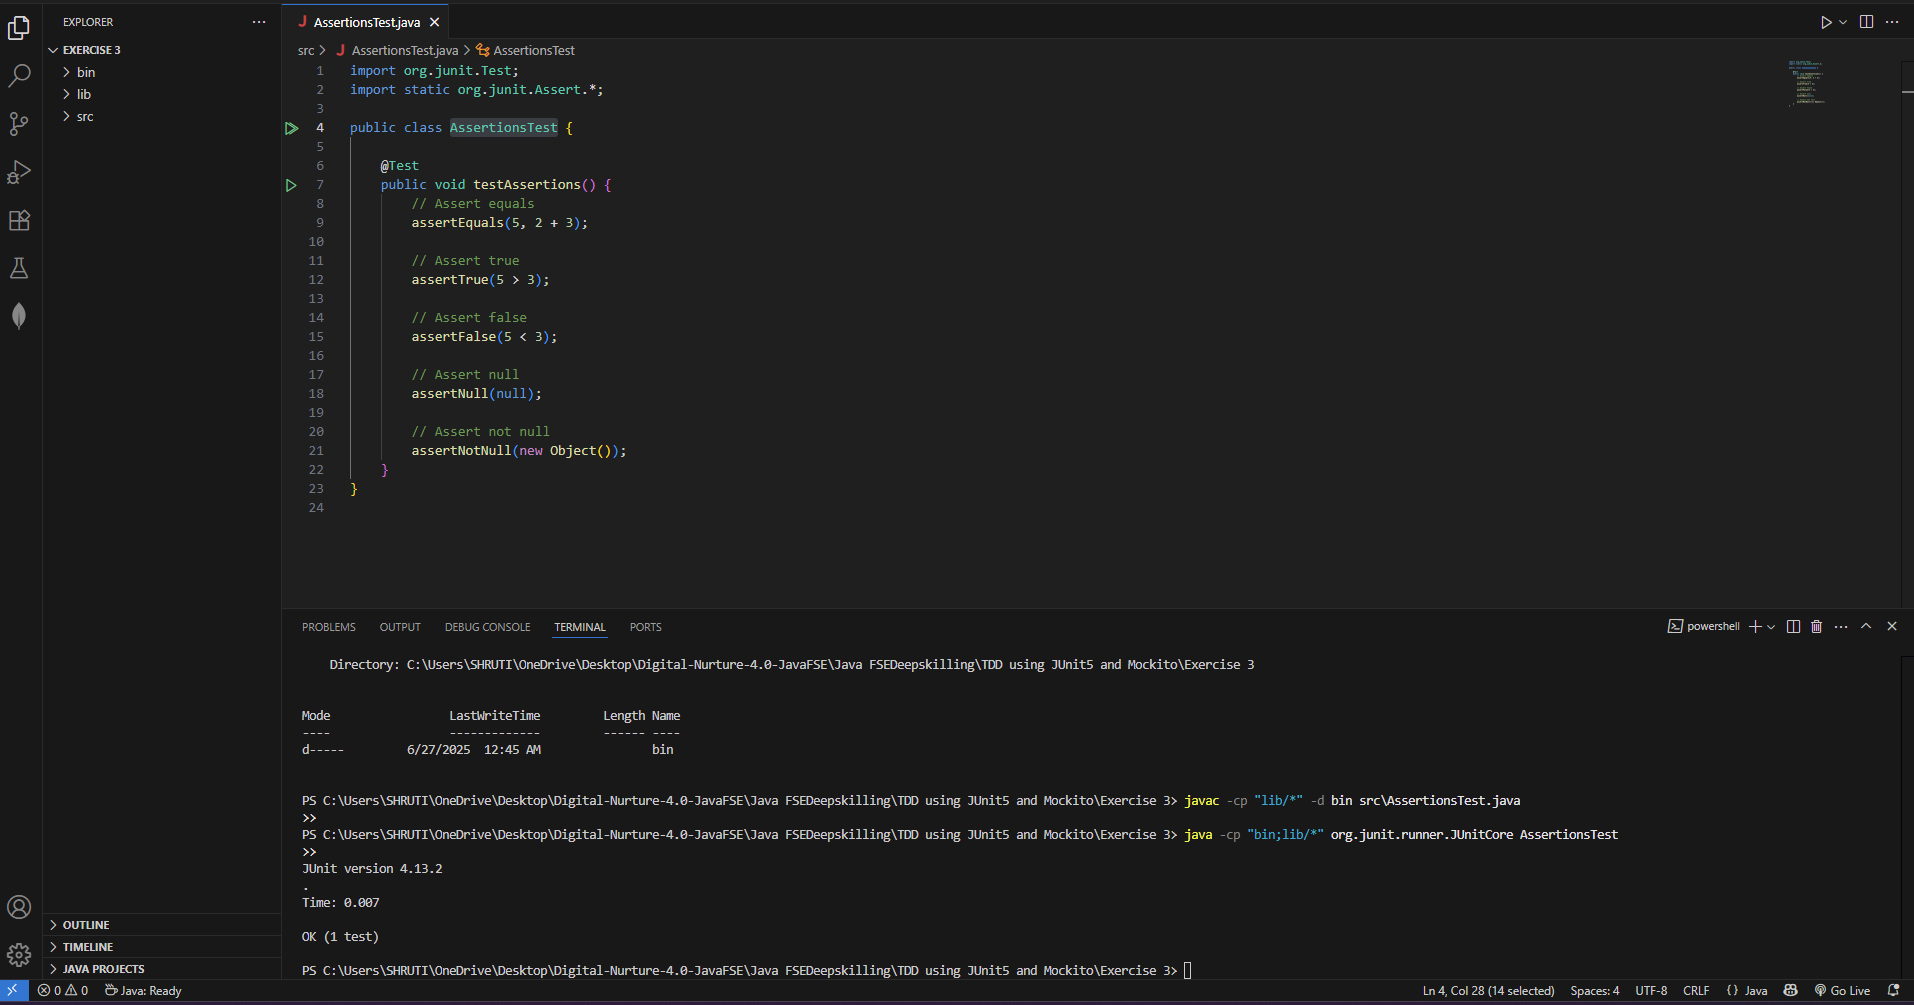 EXPLORER
EXERCISE 3
bin
lib
src
OUTLINE
TIMELINE
JAVA PROJECTS
AssertionsTest.java
src > AssertionsTest.java > AssertionsTest
1 import org.junit.Test;
2 import static org.junit.Assert.*;
3
4 public class AssertionsTest {
5
6 @Test
7 public void testAssertions() {
8 // Assert equals
9 assertEquals(5, 2 + 3);
10
11 // Assert true
12 assertTrue(5 > 3);
13
14 // Assert false
15 assertFalse(5 < 3);
16
17 // Assert null
18 assertNull(null);
19
20 // Assert not null
21 assertNotNull(new Object());
22 }
23 }
24
PROBLEMS OUTPUT DEBUG CONSOLE TERMINAL PORTS
powershell
Directory: C:\Users\SHRUTI\OneDrive\Desktop\Digital-Nurture-4.0-JavaFSE\Java FSEDeepskilling\TDD using JUnit5 and Mockito\Exercise 3
Mode LastWriteTime Length Name
---- ------------- ------ ----
d----- 6/27/2025 12:45 AM bin
PS C:\Users\SHRUTI\OneDrive\Desktop\Digital-Nurture-4.0-JavaFSE\Java FSEDeepskilling\TDD using JUnit5 and Mockito\Exercise 3> javac -cp "lib/*" -d bin src\AssertionsTest.java
>>
PS C:\Users\SHRUTI\OneDrive\Desktop\Digital-Nurture-4.0-JavaFSE\Java FSEDeepskilling\TDD using JUnit5 and Mockito\Exercise 3> java -cp "bin;lib/*" org.junit.runner.JUnitCore AssertionsTest
>>
JUnit version 4.13.2
.
Time: 0.007
OK (1 test)
PS C:\Users\SHRUTI\OneDrive\Desktop\Digital-Nurture-4.0-JavaFSE\Java FSEDeepskilling\TDD using JUnit5 and Mockito\Exercise 3>
0 0 Java: Ready Ln 4, Col 28 (14 selected) Spaces: 4 UTF-8 CRLF {} Java Go Live